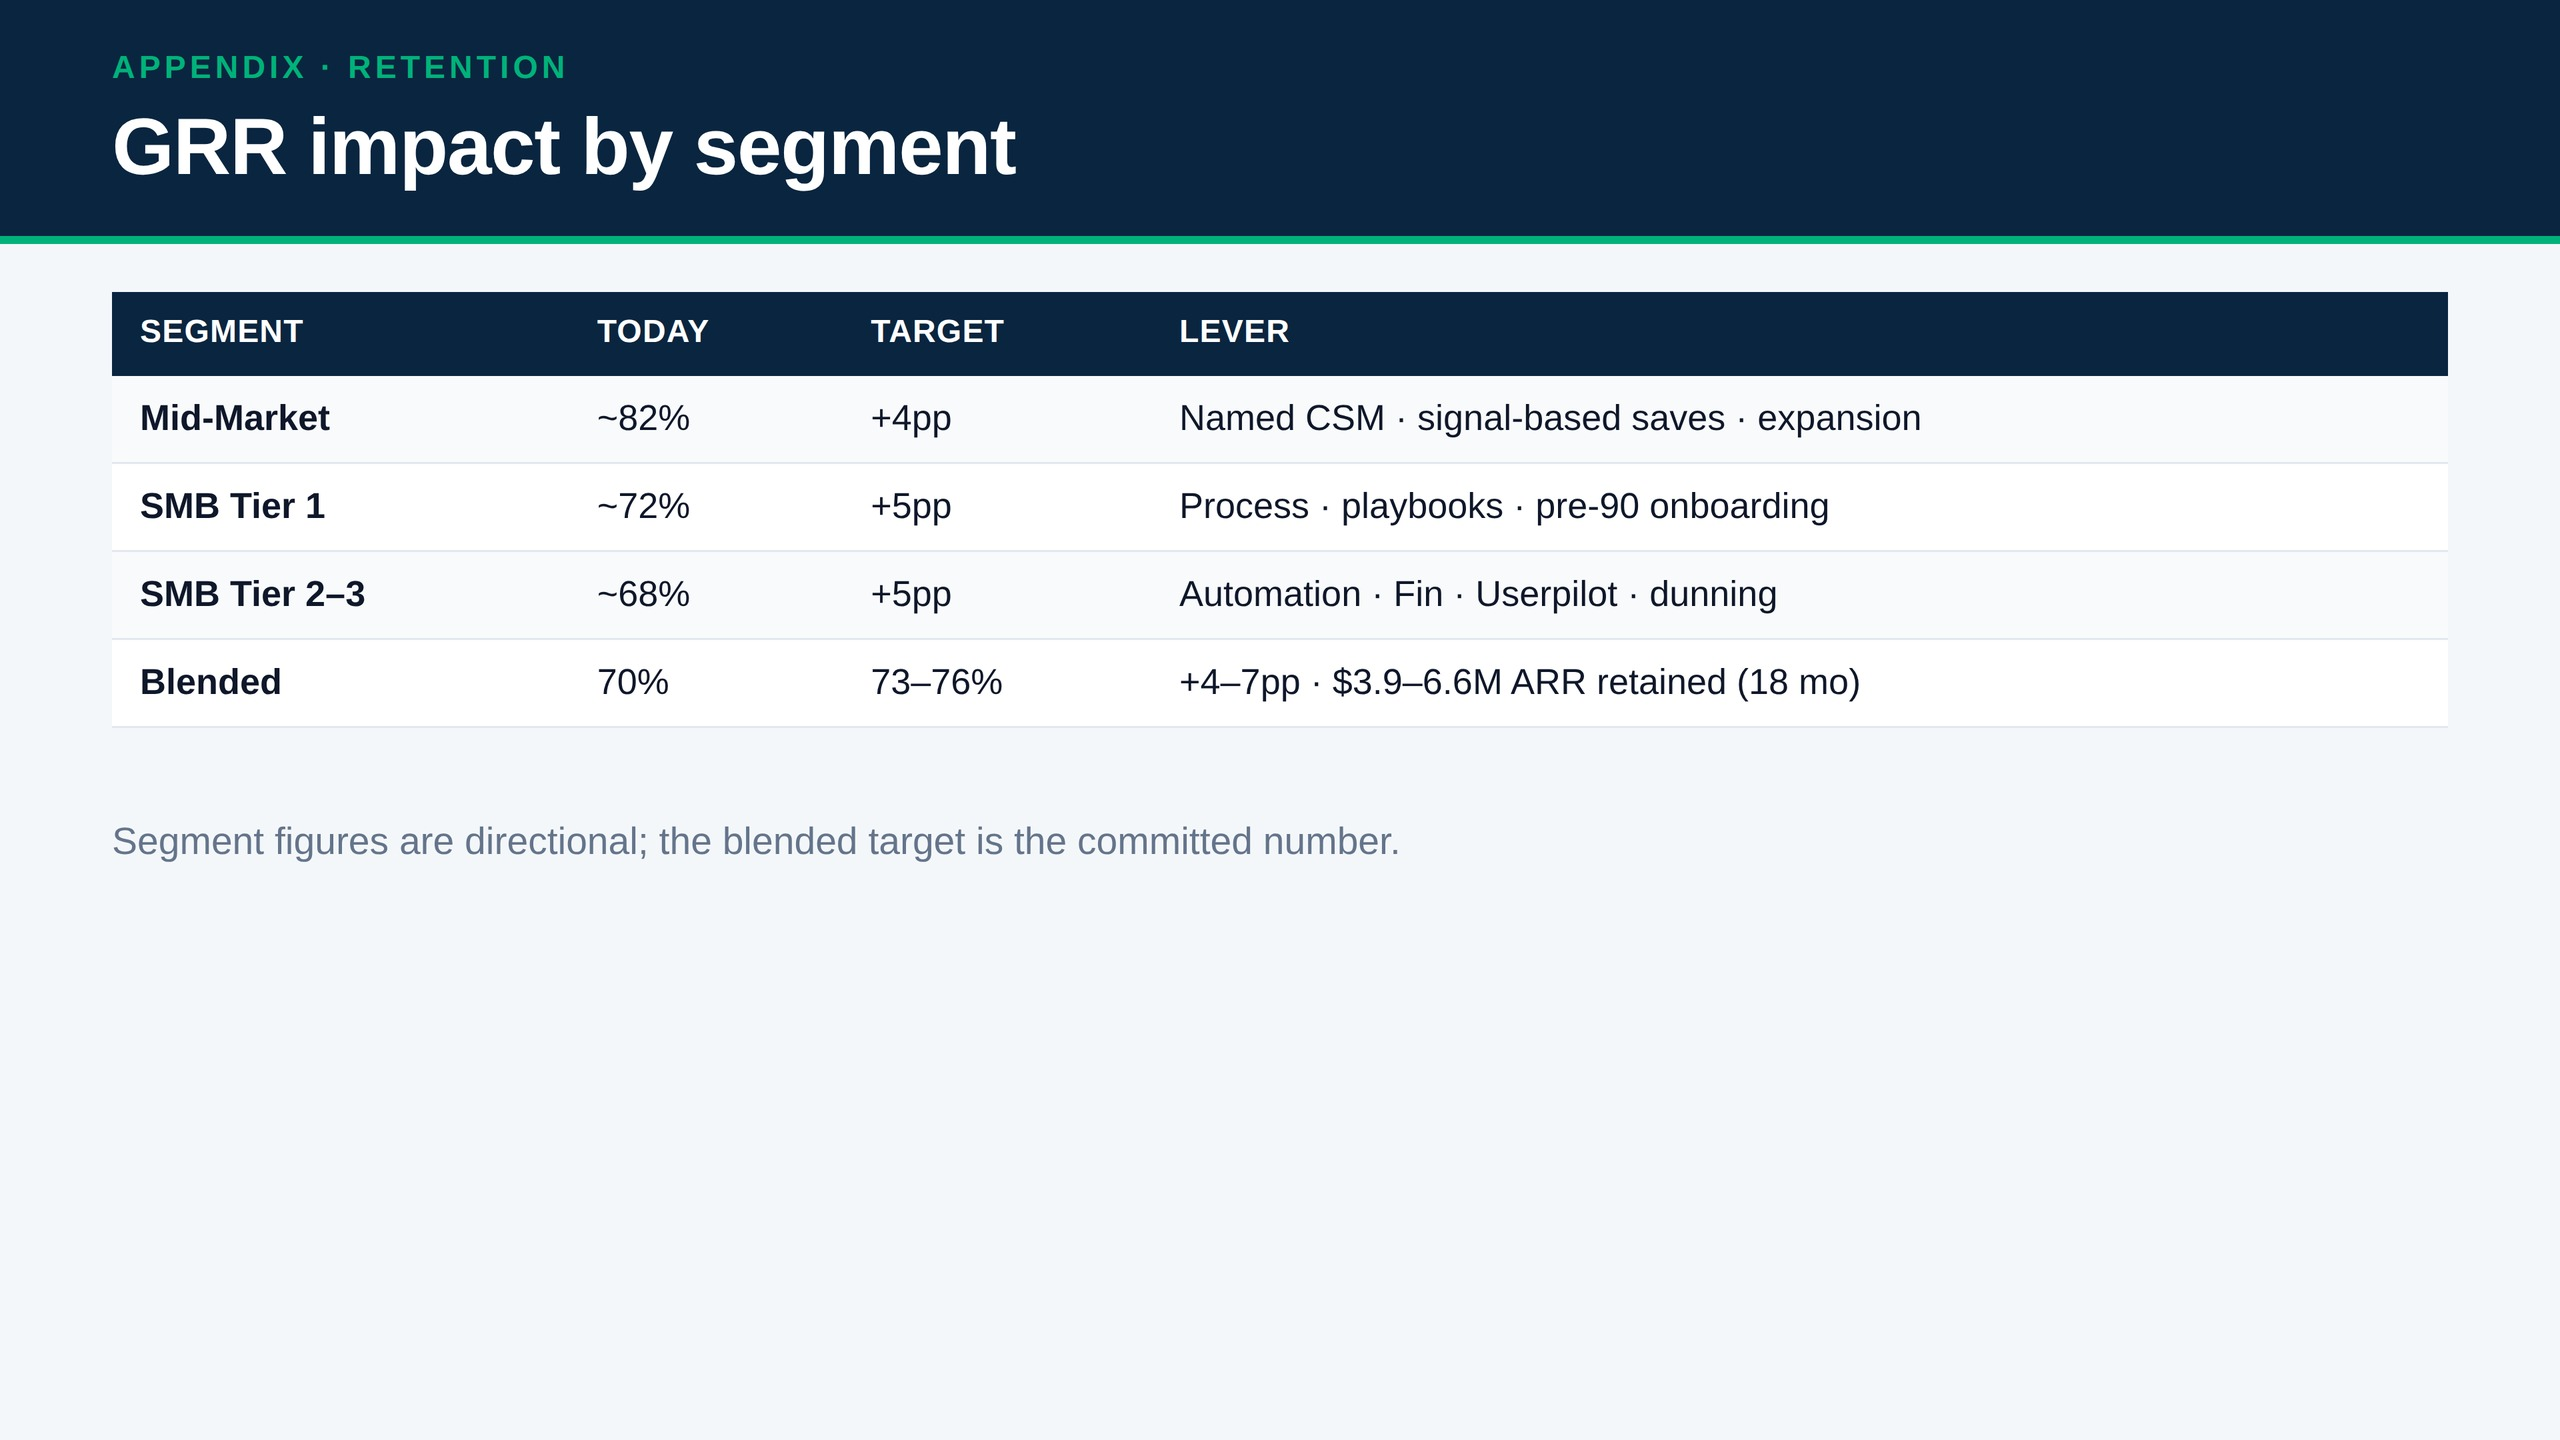 APPENDIX · RETENTION
GRR impact by segment
SEGMENT TODAY TARGET LEVER
Mid-Market ~82% +4pp Named CSM · signal-based saves · expansion
SMB Tier 1 ~72% +5pp Process · playbooks · pre-90 onboarding
SMB Tier 2–3 ~68% +5pp Automation · Fin · Userpilot · dunning
Blended 70% 73–76% +4–7pp · $3.9–6.6M ARR retained (18 mo)
Segment figures are directional; the blended target is the committed number.